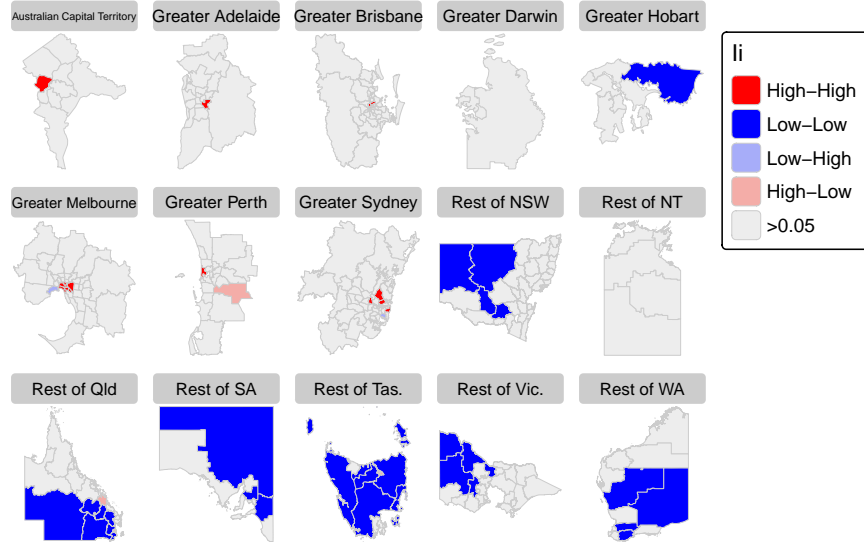 Australian Capital Territory
Greater Adelaide
Greater Brisbane
Greater Darwin
Greater Hobart
Ii
High−High
Low−Low
Low−High
High−Low
>0.05
Greater Melbourne
Greater Perth
Greater Sydney
Rest of NSW
Rest of NT
Rest of Qld
Rest of SA
Rest of Tas.
Rest of Vic.
Rest of WA